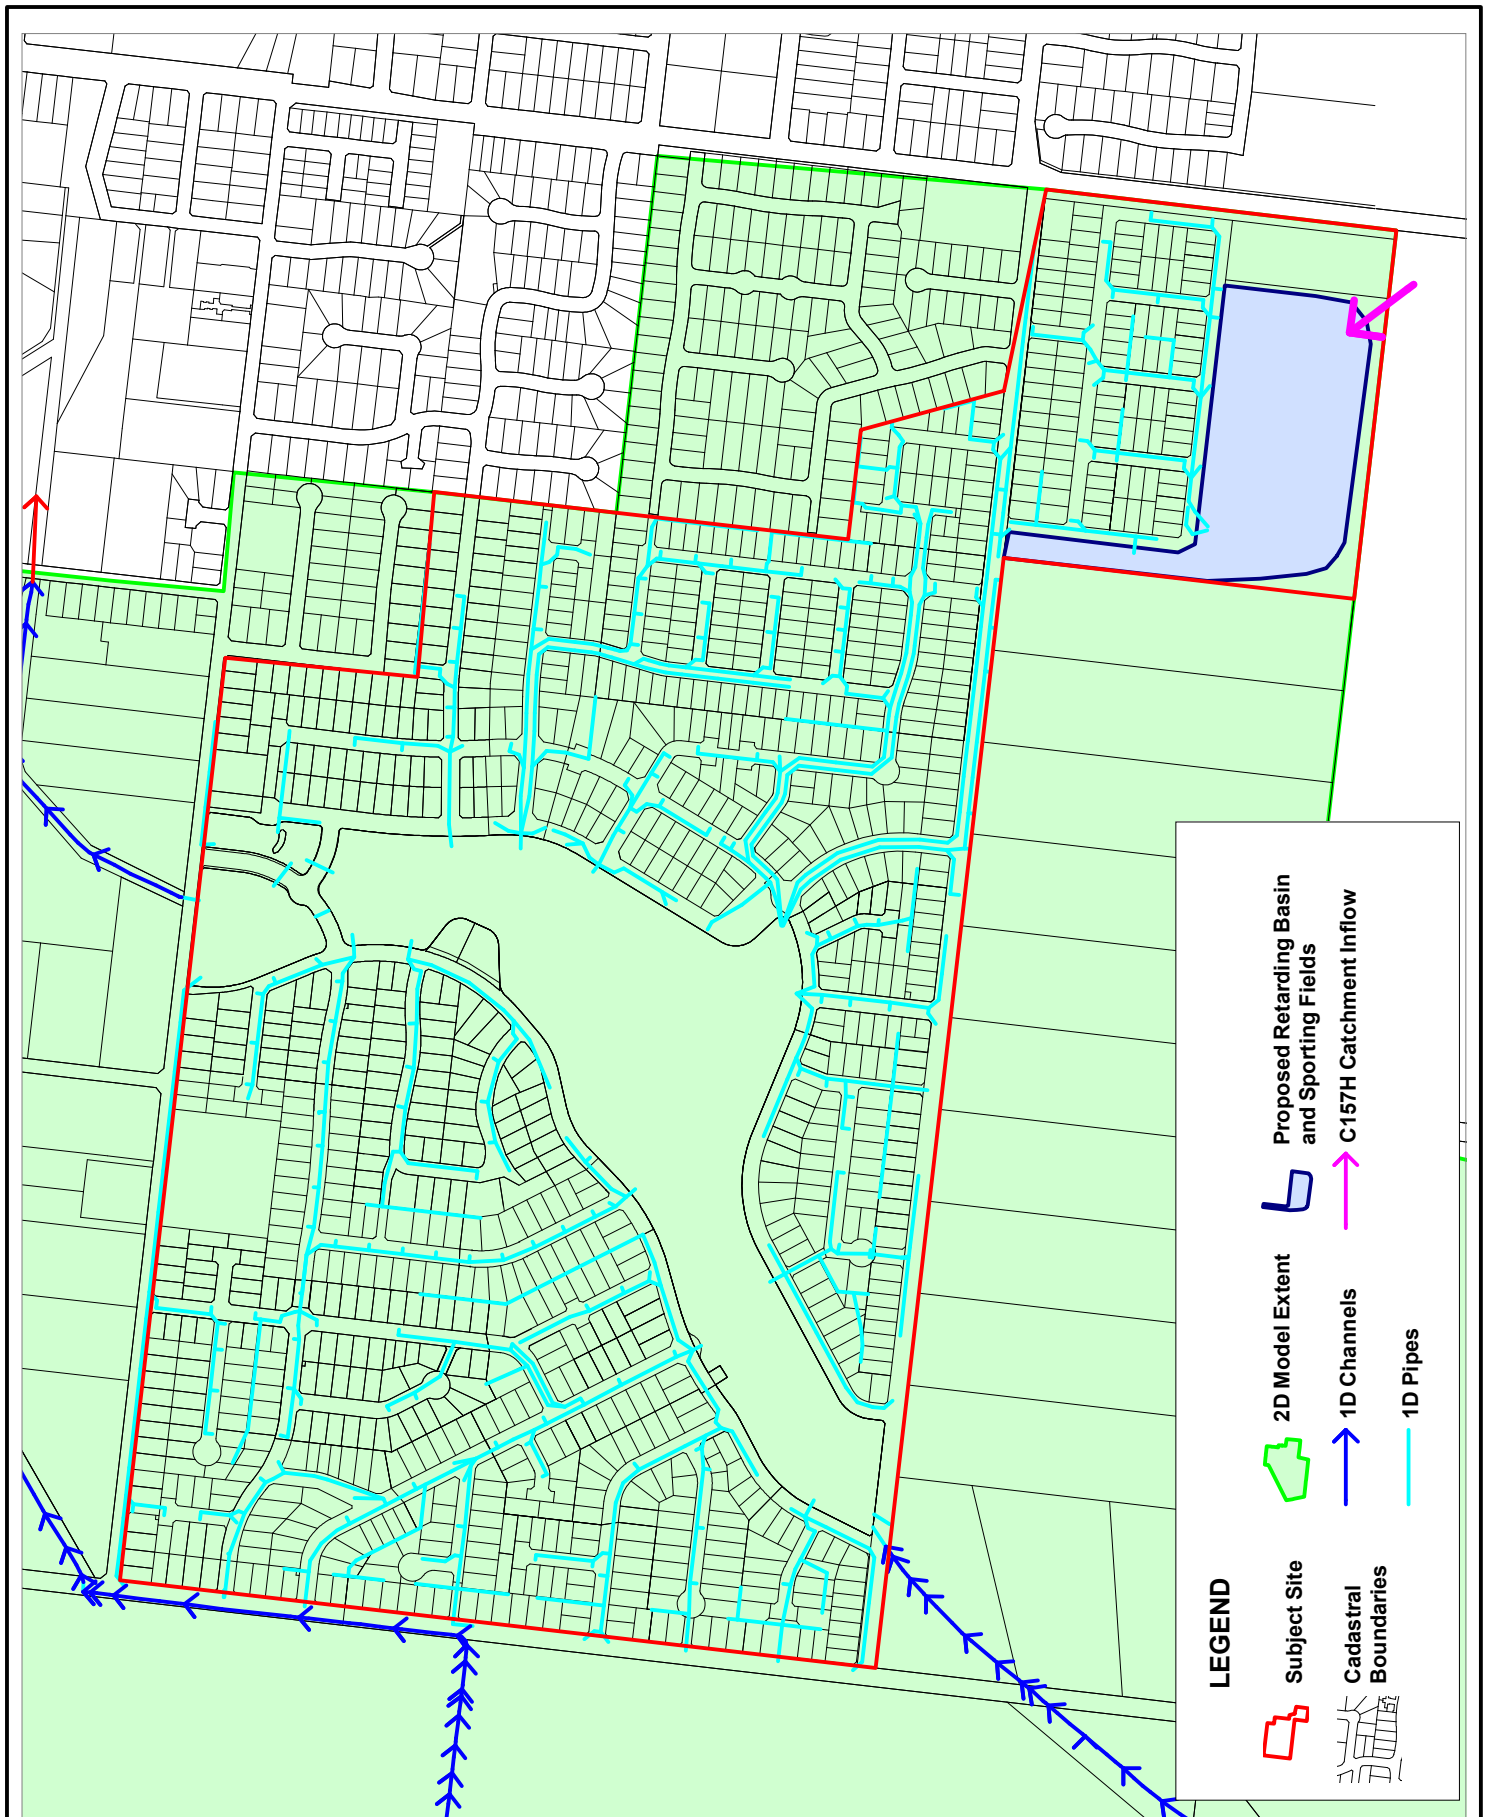 LEGEND
Subject Site
Cadastral
Boundaries
2D Model Extent
1D Channels
1D Pipes
Proposed Retarding Basin
and Sporting Fields
C157H Catchment Inflow